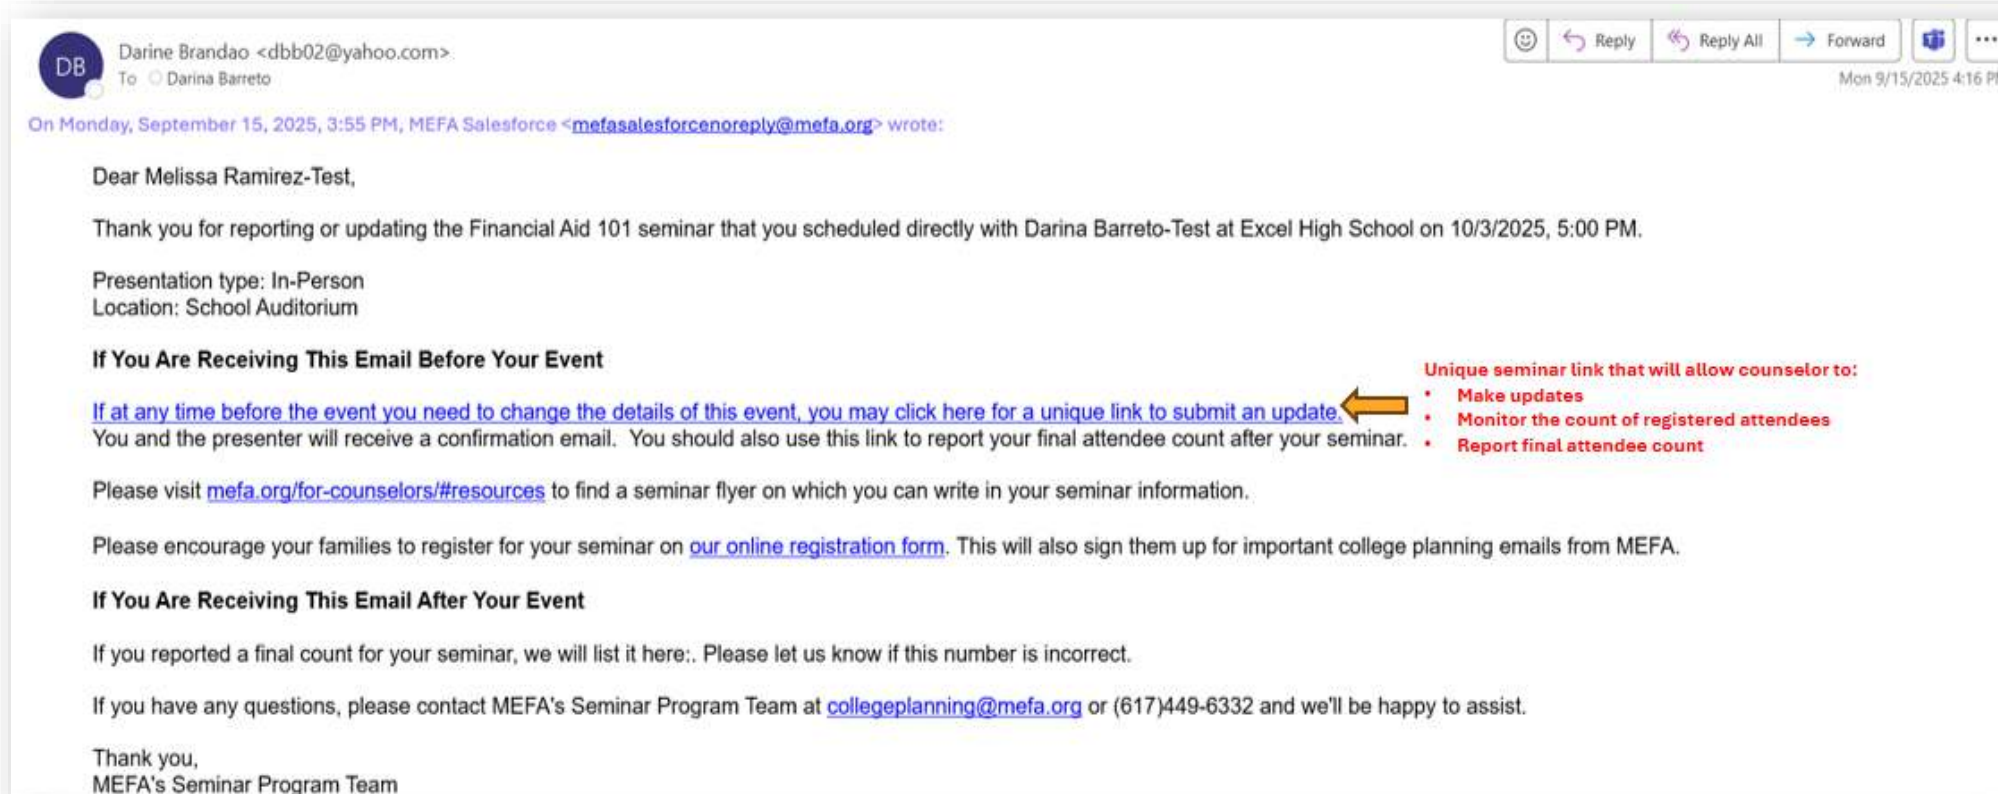 DB
Darine Brandao <dbb02@yahoo.com>
To Darina Barreto
Reply
Reply All
Forward
Mon 9/15/2025 4:16 PM
On Monday, September 15, 2025, 3:55 PM, MEFA Salesforce <mefasalesforcenoreply@mefa.org> wrote:
Dear Melissa Ramirez-Test,
Thank you for reporting or updating the Financial Aid 101 seminar that you scheduled directly with Darina Barreto-Test at Excel High School on 10/3/2025, 5:00 PM.
Presentation type: In-Person
Location: School Auditorium
If You Are Receiving This Email Before Your Event
If at any time before the event you need to change the details of this event, you may click here for a unique link to submit an update.
You and the presenter will receive a confirmation email. You should also use this link to report your final attendee count after your seminar.
Unique seminar link that will allow counselor to:
• Make updates
• Monitor the count of registered attendees
• Report final attendee count
Please visit mefa.org/for-counselors/#resources to find a seminar flyer on which you can write in your seminar information.
Please encourage your families to register for your seminar on our online registration form. This will also sign them up for important college planning emails from MEFA.
If You Are Receiving This Email After Your Event
If you reported a final count for your seminar, we will list it here:. Please let us know if this number is incorrect.
If you have any questions, please contact MEFA's Seminar Program Team at collegeplanning@mefa.org or (617)449-6332 and we'll be happy to assist.
Thank you,
MEFA's Seminar Program Team